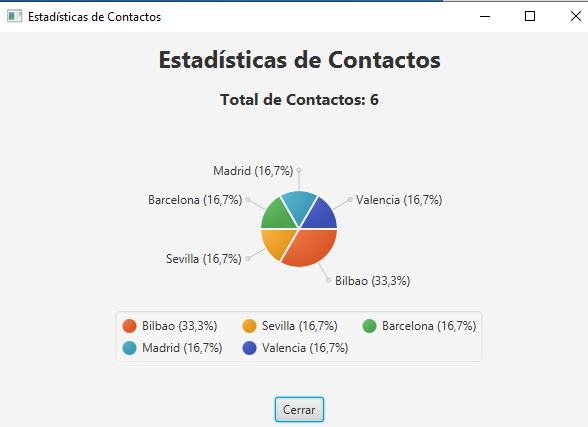 Estadísticas de Contactos
Estadísticas de Contactos
Total de Contactos: 6
Madrid (16,7%)
Barcelona (16,7%)
Valencia (16,7%)
Sevilla (16,7%)
Bilbao (33,3%)
Bilbao (33,3%) Sevilla (16,7%) Barcelona (16,7%)
Madrid (16,7%) Valencia (16,7%)
Cerrar